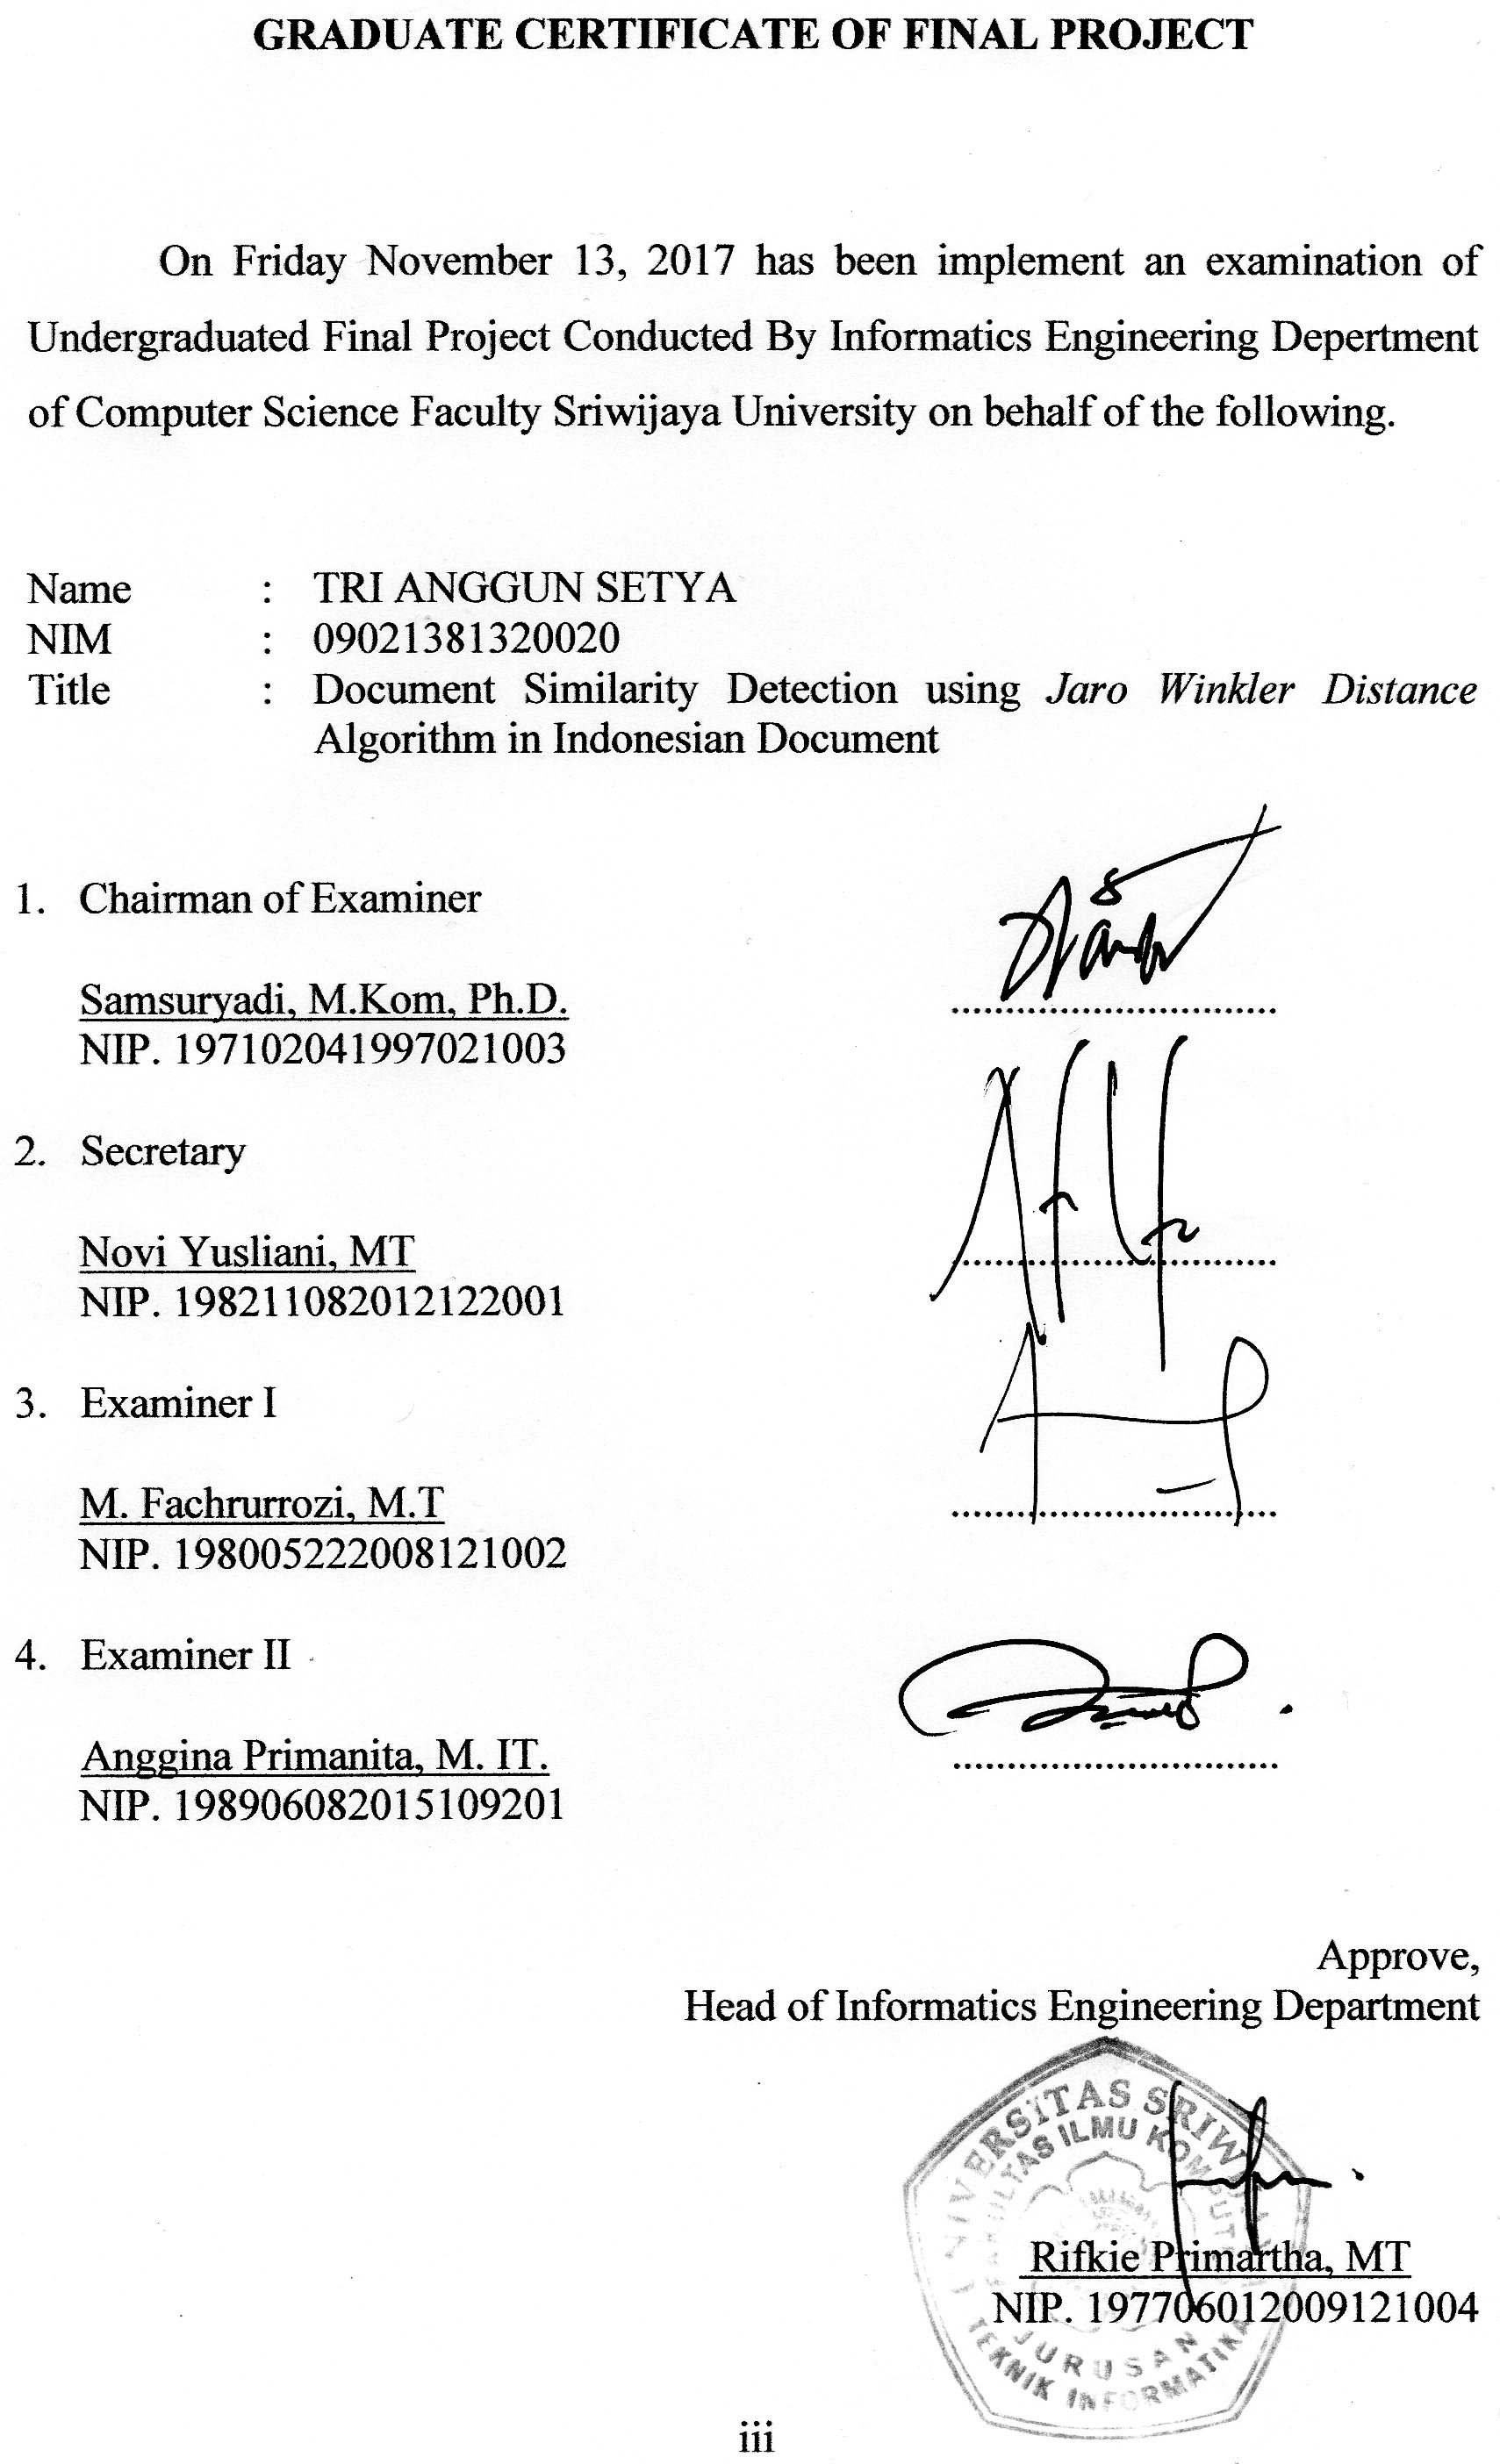 GRADUATE CERTIFICATE OF FINAL PROJECT
On Friday November 13, 2017 has been implement an examination of
Undergraduated Final Project Conducted By Informatics Engineering Depertment
of Computer Science Faculty Sriwijaya University on behalf of the following.
Name : TRI ANGGUN SETYA
NIM : 09021381320020
Title : Document Similarity Detection using Jaro Winkler Distance
Algorithm in Indonesian Document
1. Chairman of Examiner
Samsuryadi, M.Kom, Ph.D. ..............................
NIP. 197102041997021003
2. Secretary
Novi Yusliani, MT ..............................
NIP. 198211082012122001
3. Examiner I
M. Fachrurrozi, M.T ..............................
NIP. 198005222008121002
4. Examiner II
Anggina Primanita, M. IT. ..............................
NIP. 198906082015109201
Approve,
Head of Informatics Engineering Department
UNIVERSITAS SRIWIJAYA
FAKULTAS ILMU KOMPUTER
Rifkie Primartha, MT
NIP. 197706012009121004
JURUSAN
TEKNIK INFORMATIKA
iii